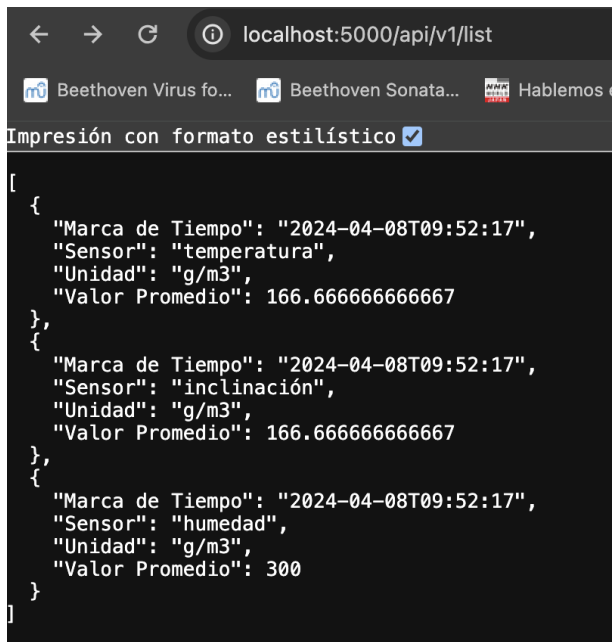 localhost:5000/api/v1/list
Beethoven Virus fo... Beethoven Sonata... Hablemos
Impresión con formato estilístico
[
{
"Marca de Tiempo": "2024-04-08T09:52:17",
"Sensor": "temperatura",
"Unidad": "g/m3",
"Valor Promedio": 166.666666666667
},
{
"Marca de Tiempo": "2024-04-08T09:52:17",
"Sensor": "inclinación",
"Unidad": "g/m3",
"Valor Promedio": 166.666666666667
},
{
"Marca de Tiempo": "2024-04-08T09:52:17",
"Sensor": "humedad",
"Unidad": "g/m3",
"Valor Promedio": 300
}
]